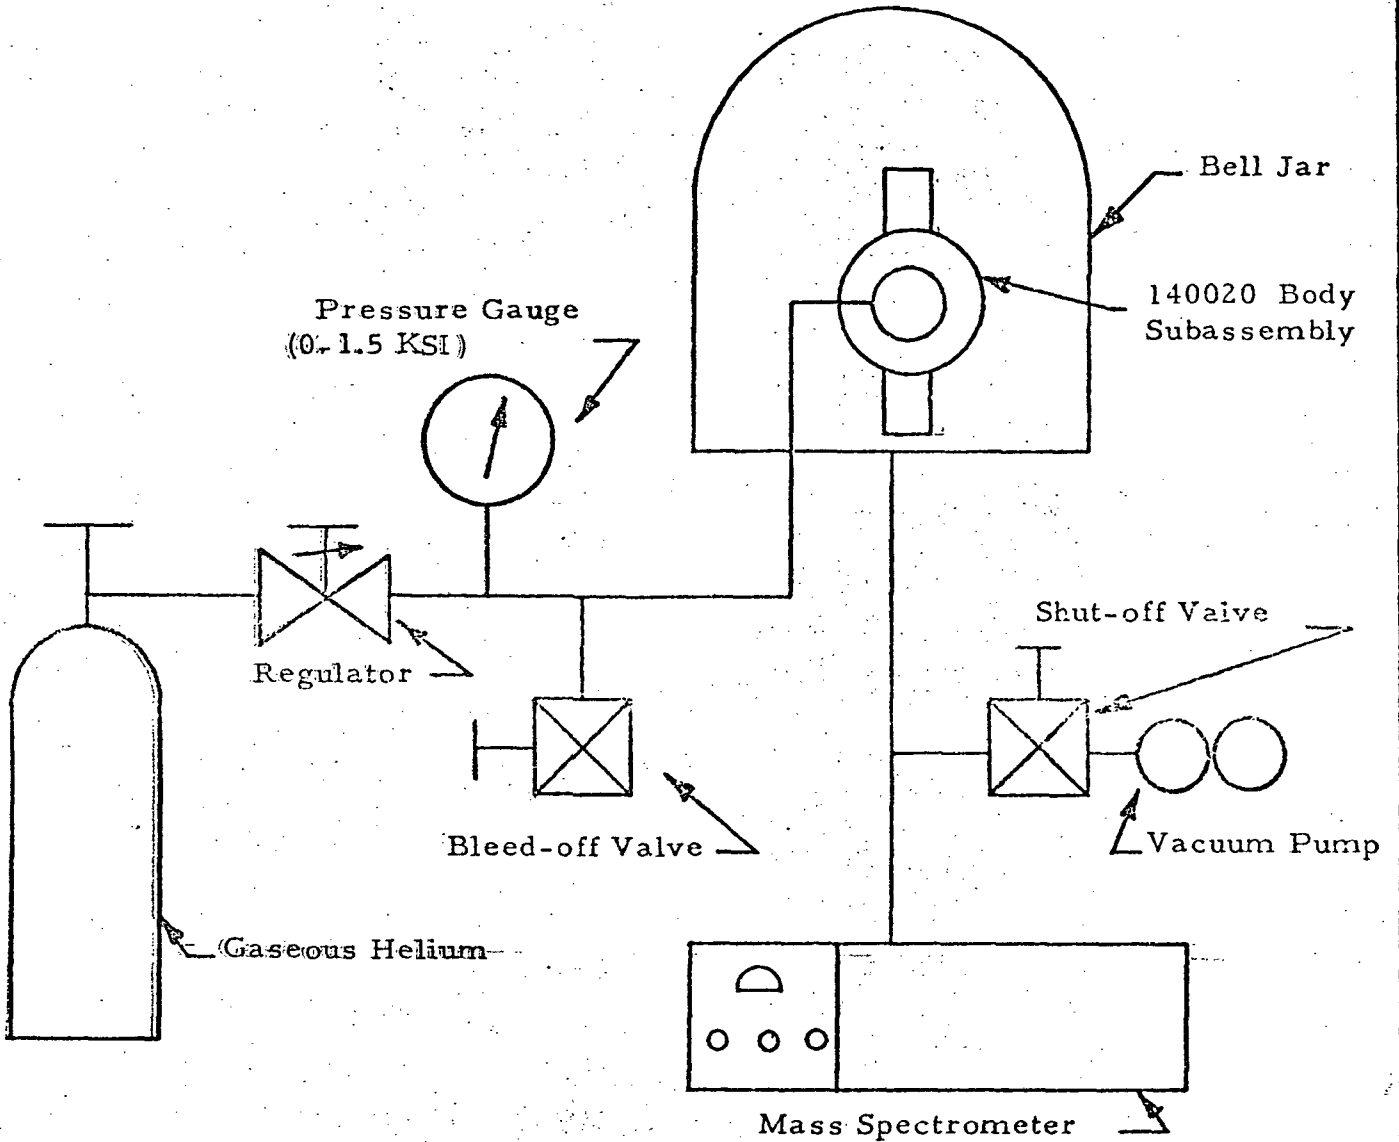 Bell Jar
140020 Body
Subassembly
Pressure Gauge
(0-1.5 KSI)
Shut-off Valve
Regulator
Bleed-off Valve
Vacuum Pump
Gaseous Helium
Mass Spectrometer